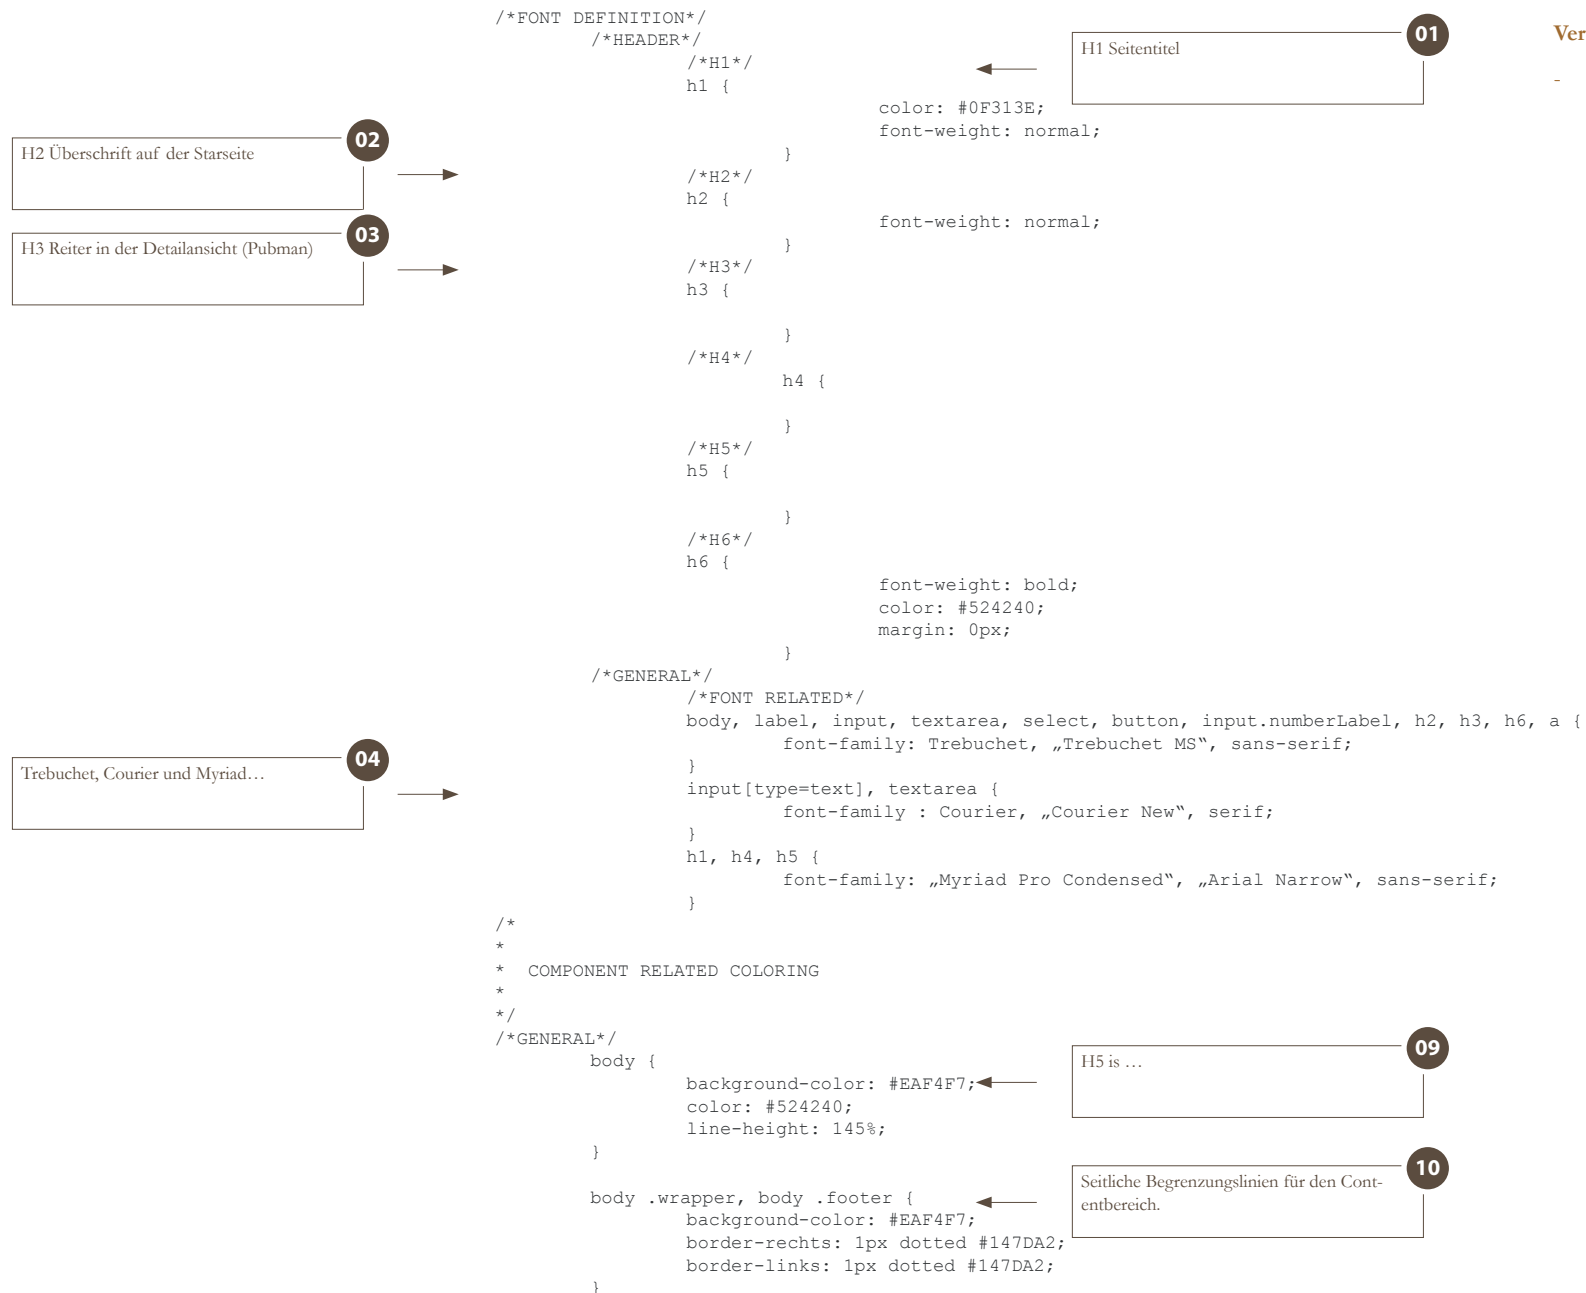 /*FONT DEFINITION*/
/*HEADER*/
/*H1*/
h1 {
color: #0F313E;
font-weight: normal;
}
/*H2*/
h2 {
font-weight: normal;
}
/*H3*/
h3 {
}
/*H4*/
h4 {
}
/*H5*/
h5 {
}
/*H6*/
h6 {
font-weight: bold;
color: #524240;
margin: 0px;
}
/*GENERAL*/
/*FONT RELATED*/
body, label, input, textarea, select, button, input.numberLabel, h2, h3, h6, a {
font-family: Trebuchet, „Trebuchet MS“, sans-serif;
}
input[type=text], textarea {
font-family : Courier, „Courier New“, serif;
}
h1, h4, h5 {
font-family: „Myriad Pro Condensed“, „Arial Narrow“, sans-serif;
}
/*
*
* COMPONENT RELATED COLORING
*
*/
/*GENERAL*/
body {
background-color: #EAF4F7;
color: #524240;
line-height: 145%;
}
body .wrapper, body .footer {
background-color: #EAF4F7;
border-rechts: 1px dotted #147DA2;
border-links: 1px dotted #147DA2;
}
01
H1 Seitentitel
02
H2 Überschrift auf der Starseite
03
H3 Reiter in der Detailansicht (Pubman)
04
Trebuchet, Courier und Myriad…
09
H5 is …
10
Seitliche Begrenzungslinien für den Cont-
entbereich.
Ver
-